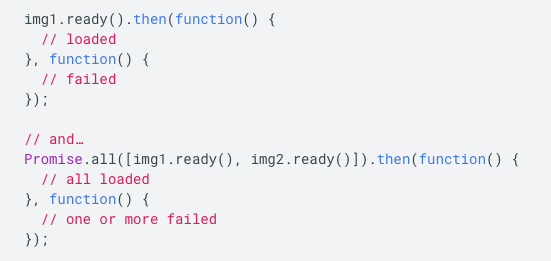 img1.ready().then(function() {
  // loaded
}, function() {
  // failed
});

// and…
Promise.all([img1.ready(), img2.ready()]).then(function() {
  // all loaded
}, function() {
  // one or more failed
});